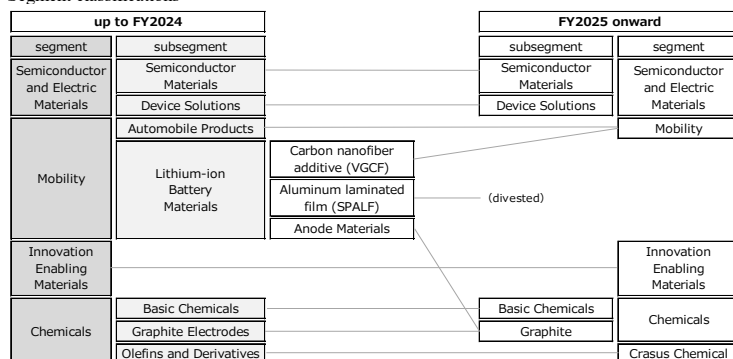 up to FY2024
FY2025 onward
segment
subsegment
subsegment
segment
Semiconductor
and Electric
Materials
Semiconductor
Materials
Device Solutions
Semiconductor
Materials
Device Solutions
Semiconductor
and Electric
Materials
Mobility
Automobile Products
Mobility
Lithium-ion
Battery
Materials
Carbon nanofiber
additive (VGCF)
Aluminum laminated
film (SPALF)
(divested)
Anode Materials
Innovation
Enabling
Materials
Innovation
Enabling
Materials
Chemicals
Basic Chemicals
Graphite Electrodes
Olefins and Derivatives
Basic Chemicals
Graphite
Chemicals
Crasus Chemical